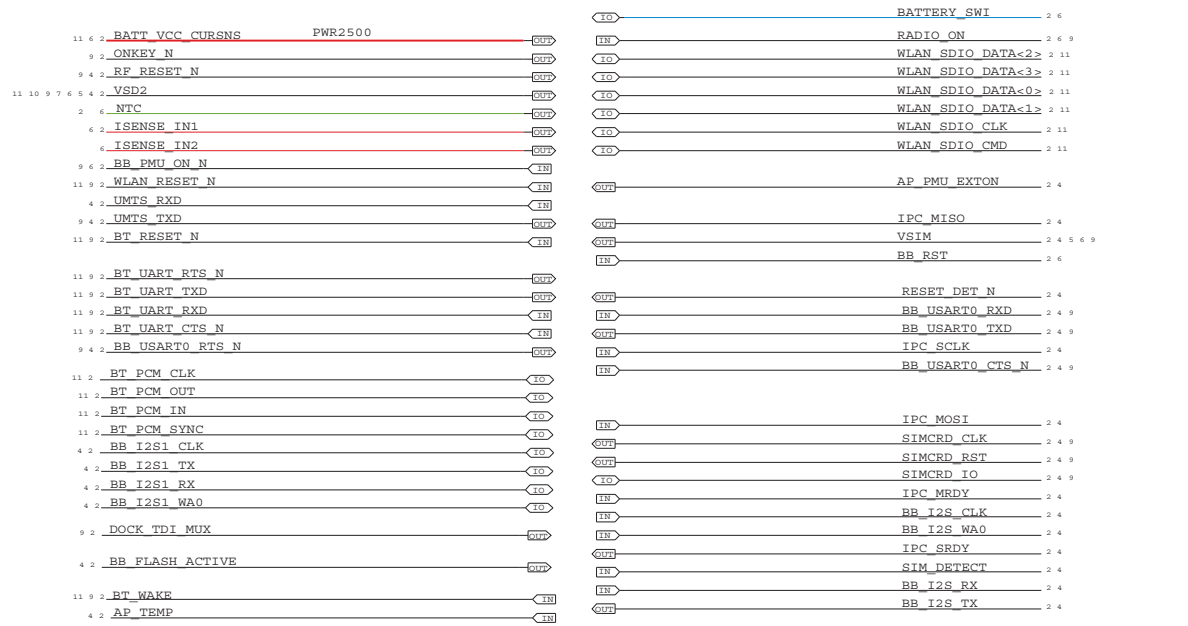 11 6 2 BATT_VCC_CURSNS PWR2500 OUT
9 2 ONKEY_N OUT
9 4 2 RF_RESET_N OUT
11 10 9 7 6 5 4 2 VSD2 OUT
2 6 NTC OUT
6 2 ISENSE_IN1 OUT
6 ISENSE_IN2 OUT
9 6 2 BB_PMU_ON_N IN
11 9 2 WLAN_RESET_N IN
4 2 UMTS_RXD IN
9 4 2 UMTS_TXD OUT
11 9 2 BT_RESET_N IN
11 9 2 BT_UART_RTS_N OUT
11 9 2 BT_UART_TXD OUT
11 9 2 BT_UART_RXD IN
11 9 2 BT_UART_CTS_N IN
9 4 2 BB_USART0_RTS_N OUT
11 2 BT_PCM_CLK IO
11 2 BT_PCM_OUT IO
11 2 BT_PCM_IN IO
11 2 BT_PCM_SYNC IO
4 2 BB_I2S1_CLK IO
4 2 BB_I2S1_TX IO
4 2 BB_I2S1_RX IO
4 2 BB_I2S1_WA0 IO
9 2 DOCK_TDI_MUX OUT
4 2 BB_FLASH_ACTIVE OUT
11 9 2 BT_WAKE IN
4 2 AP_TEMP IN
IO BATTERY_SWI 2 6
IN RADIO_ON 2 6 9
IO WLAN_SDIO_DATA<2> 2 11
IO WLAN_SDIO_DATA<3> 2 11
IO WLAN_SDIO_DATA<0> 2 11
IO WLAN_SDIO_DATA<1> 2 11
IO WLAN_SDIO_CLK 2 11
IO WLAN_SDIO_CMD 2 11
OUT AP_PMU_EXTON 2 4
OUT IPC_MISO 2 4
OUT VSIM 2 4 5 6 9
IN BB_RST 2 6
OUT RESET_DET_N 2 4
IN BB_USART0_RXD 2 4 9
OUT BB_USART0_TXD 2 4 9
IN IPC_SCLK 2 4
IN BB_USART0_CTS_N 2 4 9
IN IPC_MOSI 2 4
OUT SIMCRD_CLK 2 4 9
OUT SIMCRD_RST 2 4 9
IO SIMCRD_IO 2 4 9
IN IPC_MRDY 2 4
IN BB_I2S_CLK 2 4
IN BB_I2S_WA0 2 4
OUT IPC_SRDY 2 4
IN SIM_DETECT 2 4
IN BB_I2S_RX 2 4
OUT BB_I2S_TX 2 4